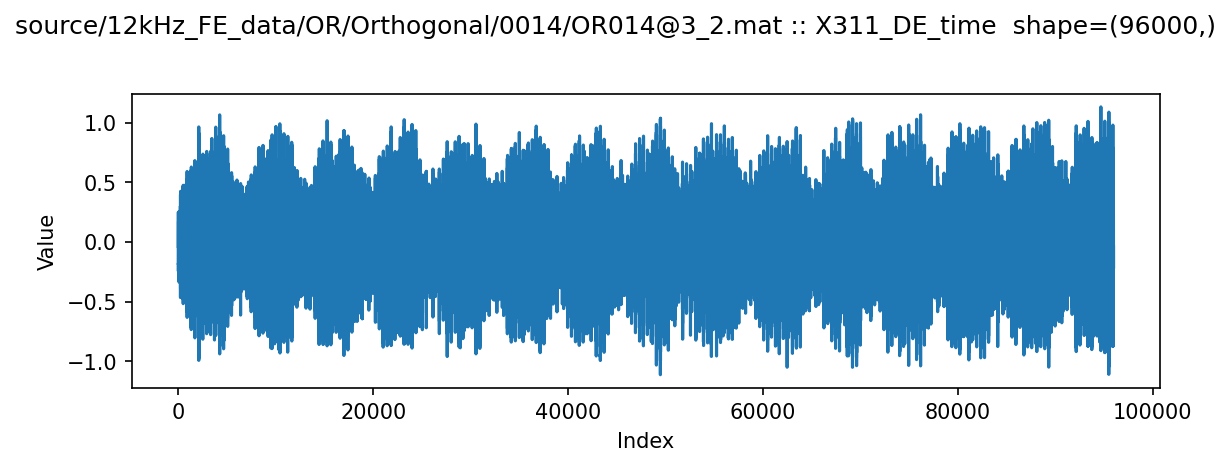 source/12kHz_FE_data/OR/Orthogonal/0014/OR014@3_2.mat :: X311_DE_time  shape=(96000,)
1.0
0.5
0.0
−0.5
−1.0
Value
0 20000 40000 60000 80000 100000
Index